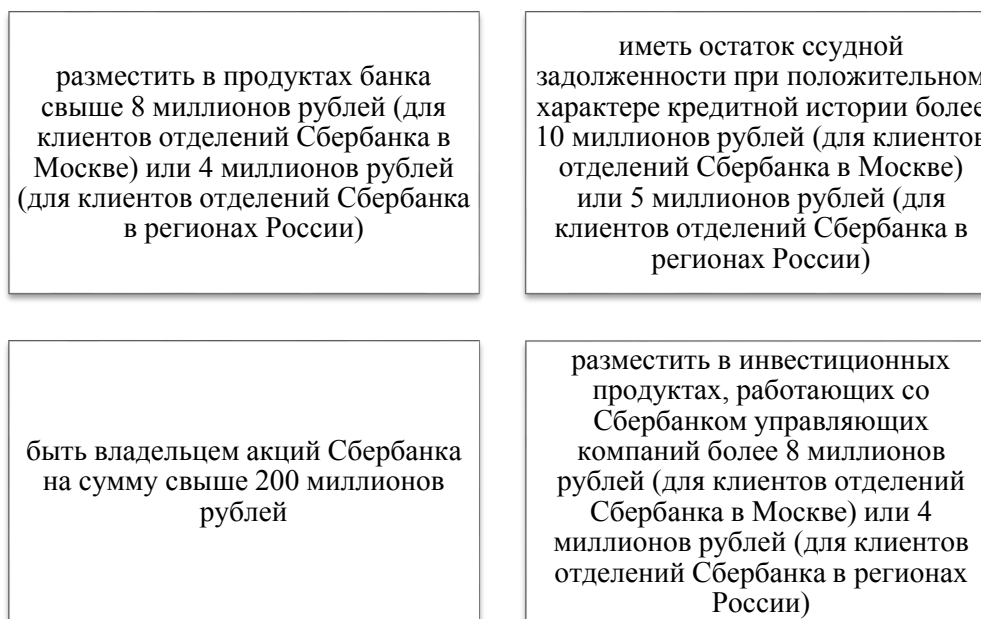 разместить в продуктах банка
свыше 8 миллионов рублей (для
клиентов отделений Сбербанка в
Москве) или 4 миллионов рублей
(для клиентов отделений Сбербанка
в регионах России)
иметь остаток ссудной
задолженности при положительном
характере кредитной истории более
10 миллионов рублей (для клиентов
отделений Сбербанка в Москве)
или 5 миллионов рублей (для
клиентов отделений Сбербанка в
регионах России)
быть владельцем акций Сбербанка
на сумму свыше 200 миллионов
рублей
разместить в инвестиционных
продуктах, работающих со
Сбербанком управляющих
компаний более 8 миллионов
рублей (для клиентов отделений
Сбербанка в Москве) или 4
миллионов рублей (для клиентов
отделений Сбербанка в регионах
России)